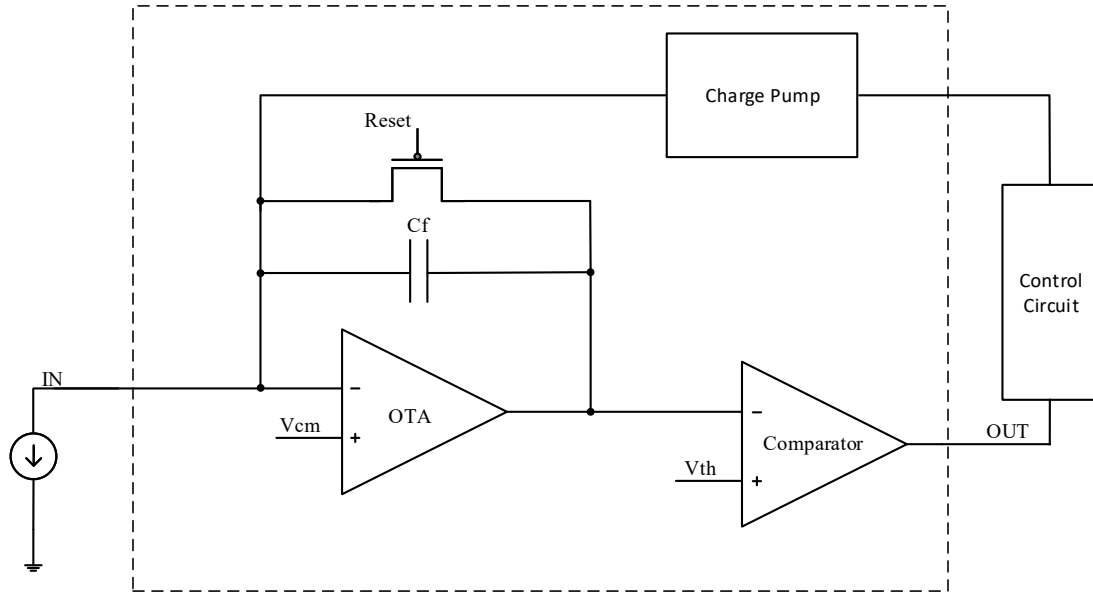 Charge Pump
Reset
Cf
Control
Circuit
IN
−
OTA
Vcm
+
−
Comparator
OUT
Vth
+